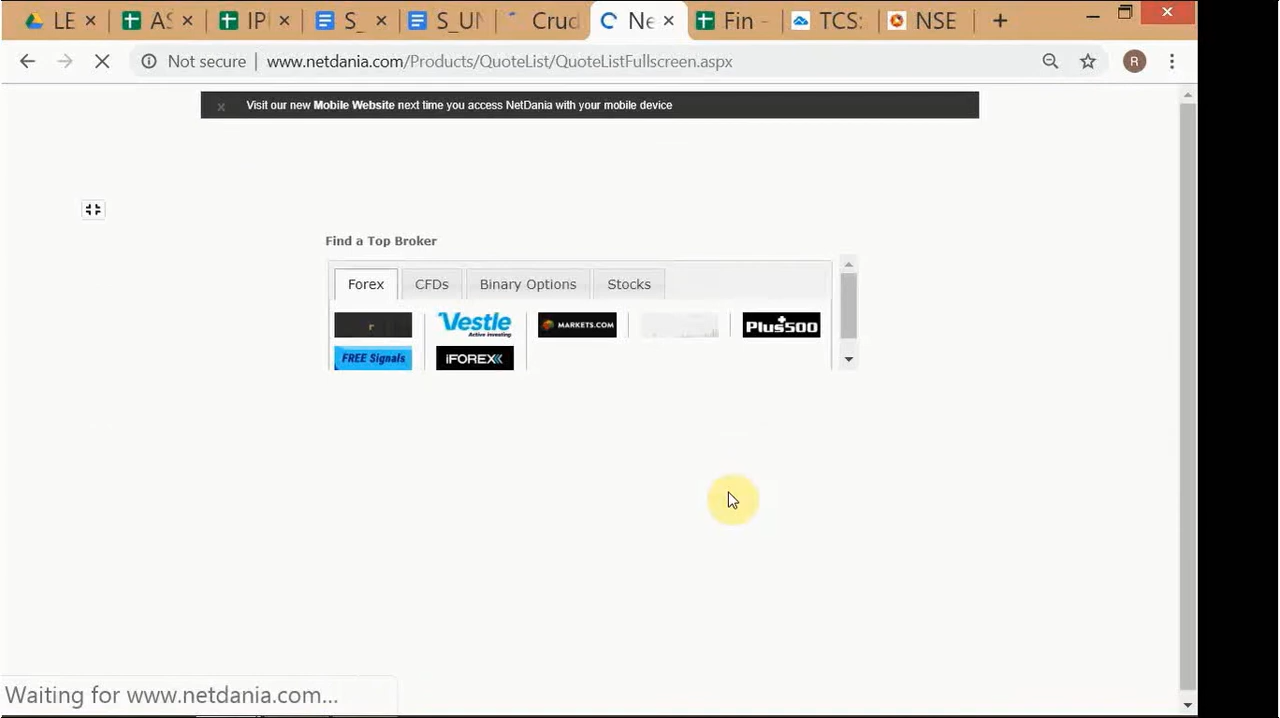 LE AS IP S_ S_UN Crud Ne Fin - TCS: NSE
Not secure www.netdania.com/Products/QuoteList/QuoteListFullscreen.aspx R
x Visit our new Mobile Website next time you access NetDania with your mobile device
Find a Top Broker
Forex CFDs Binary Options Stocks
Vestle MARKETS.COM Plus500
Active Investing
FREE Signals iFOREX
Waiting for www.netdania.com...